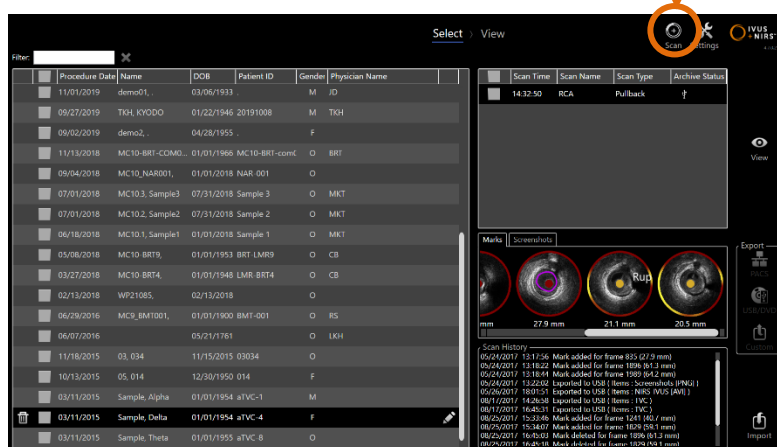 Select > View
Scan
Settings
IVUS
+NIRS
Filter:
Procedure Date Name DOB Patient ID Gender Physician Name
11/01/2019 demo01, . 03/06/1933 . M JD
09/27/2019 TKH, KYODO 01/22/1946 20191008 M TKH
09/02/2019 demo2, . 04/28/1955 . F
11/13/2018 MC10-BRT-COM0... 01/01/1966 MC10-BRT-com0 O BRT
09/04/2018 MC10_NAR001, 01/01/2018 NAR-001 O
07/01/2018 MC10.3, Sample3 07/31/2018 Sample 3 O MKT
07/01/2018 MC10.2, Sample2 07/31/2018 Sample 2 O MKT
06/18/2018 MC10.1, Sample1 01/01/2018 Sample 1 O MKT
05/08/2018 MC10-BRT9, 01/01/1953 BRT-LMR9 O CB
03/27/2018 MC10-BRT4, 01/01/1948 LMR-BRT4 O CB
02/13/2018 WP21085, 02/13/2018 O
06/29/2016 MC9_BMT001, 01/01/1900 BMT-001 O RS
06/07/2016 05/21/1761 O LKH
11/18/2015 03, 034 11/15/2015 03034 O
10/13/2015 05, 014 12/30/1950 014 F
03/11/2015 Sample, Alpha 01/01/1954 aTVC-1 M
03/11/2015 Sample, Delta 01/01/1954 aTVC-4 F
03/11/2015 Sample, Theta 01/01/1955 aTVC-8 O
Scan Time Scan Name Scan Type Archive Status
14:32:50 RCA Pullback
View
Marks Screenshots
Rup
mm 27.9 mm 21.1 mm 20.5 mm
Export
PACS
USB/DVD
Custom
Scan History
05/24/2017 13:17:56 Mark added for frame 835 (27.9 mm)
05/24/2017 13:18:22 Mark added for frame 1896 (61.3 mm)
05/24/2017 13:18:44 Mark added for frame 1989 (64.2 mm)
05/24/2017 13:22:02 Exported to USB ( Items : Screenshots [PNG] )
05/26/2017 18:01:51 Exported to USB ( Items : NIRS IVUS [AVI] )
08/17/2017 14:26:58 Exported to USB ( Items : TVC )
08/17/2017 16:45:31 Exported to USB ( Items : TVC )
08/25/2017 15:33:46 Mark added for frame 1241 (40.7 mm)
08/25/2017 15:34:07 Mark added for frame 1829 (59.1 mm)
08/25/2017 16:45:03 Mark deleted for frame 1896 (61.3 mm)
08/25/2017 16:45:18 Mark deleted for frame 1829 (59.1 mm)
Import